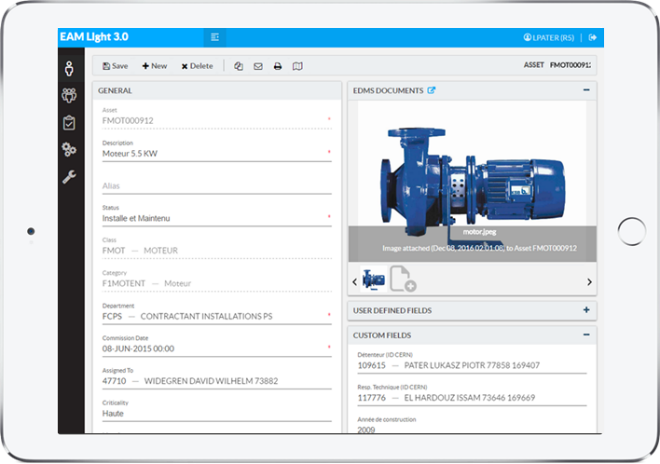 EAM Light 3.0
LPATER (RS)
Save New Delete
ASSET FMOT000912
GENERAL
Asset
FMOT000912 *
Description
Moteur 5.5 KW *
Alias
Status
Installe et Maintenu *
Class
FMOT — MOTEUR
Category
F1MOTENT — Moteur
Department
FCPS — CONTRACTANT INSTALLATIONS PS *
Commission Date
08-JUN-2015 00:00 *
Assigned To
47710 — WIDEGREN DAVID WILHELM 73882
Criticality
Haute
EDMS DOCUMENTS
motor.jpeg
Image attached (Dec 08, 2016 02:01:08) to Asset FMOT000912
USER DEFINED FIELDS
CUSTOM FIELDS
Détenteur (ID CERN)
109615 — PATER LUKASZ PIOTR 77858 169407
Resp. Technique (ID CERN)
117776 — EL HARDOUZ ISSAM 73646 169669
Année de construction
2009